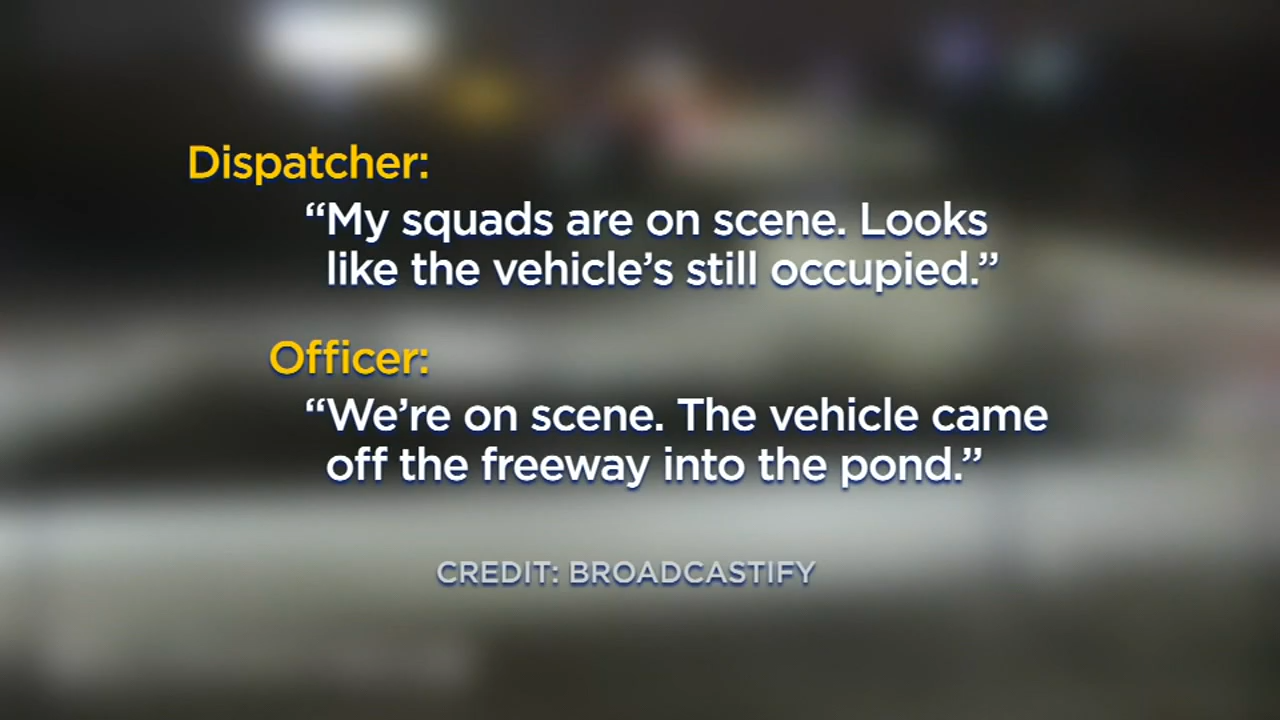 Dispatcher:
“My squads are on scene. Looks
like the vehicle’s still occupied.”
Officer:
“We’re on scene. The vehicle came
off the freeway into the pond.”
CREDIT: BROADCASTIFY